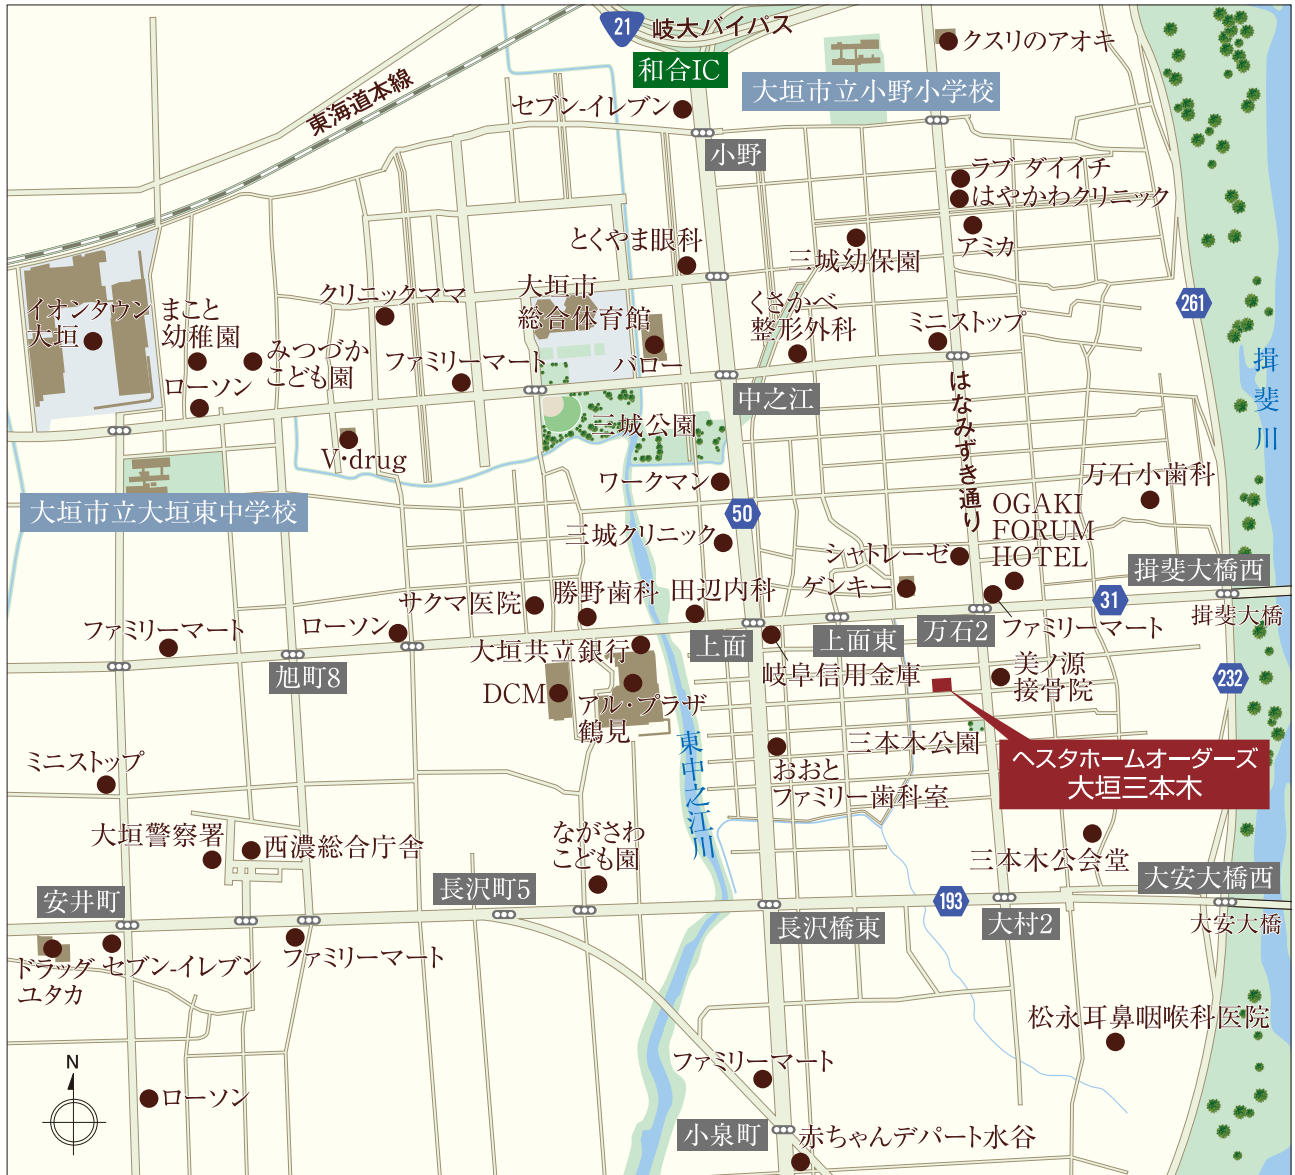 21
岐大バイパス
和合IC
クスリのアオキ
大垣市立小野小学校
東海道本線
セブン-イレブン
小野
ラブ ダイイチ
はやかわクリニック
アミカ
とくやま眼科
三城幼保園
イオンタウン
大垣
まこと
幼稚園
クリニックママ
大垣市
総合体育館
くさかべ
整形外科
ミニストップ
261
みつづか
こども園
ローソン
ファミリーマート
バロー
中之江
揖斐川
はなみずき通り
三城公園
V・drug
ワークマン
万石小歯科
大垣市立大垣東中学校
50
OGAKI
FORUM
HOTEL
三城クリニック
シャトレーゼ
ゲンキー
揖斐大橋西
31
揖斐大橋
サクマ医院
勝野歯科
田辺内科
ファミリーマート
ローソン
上面
上面東
万石2
ファミリーマート
旭町8
大垣共立銀行
岐阜信用金庫
美ノ源
接骨院
232
DCM
アル・プラザ
鶴見
東中之江川
三本木公園
ヘスタホームオーダーズ
大垣三本木
ミニストップ
おおと
ファミリー歯科室
大垣警察署
西濃総合庁舎
ながさわ
こども園
三本木公会堂
安井町
長沢町5
193
大安大橋西
長沢橋東
大村2
大安大橋
ドラッグ
ユタカ
セブン-イレブン
ファミリーマート
松永耳鼻咽喉科医院
N
ローソン
ファミリーマート
小泉町
赤ちゃんデパート水谷